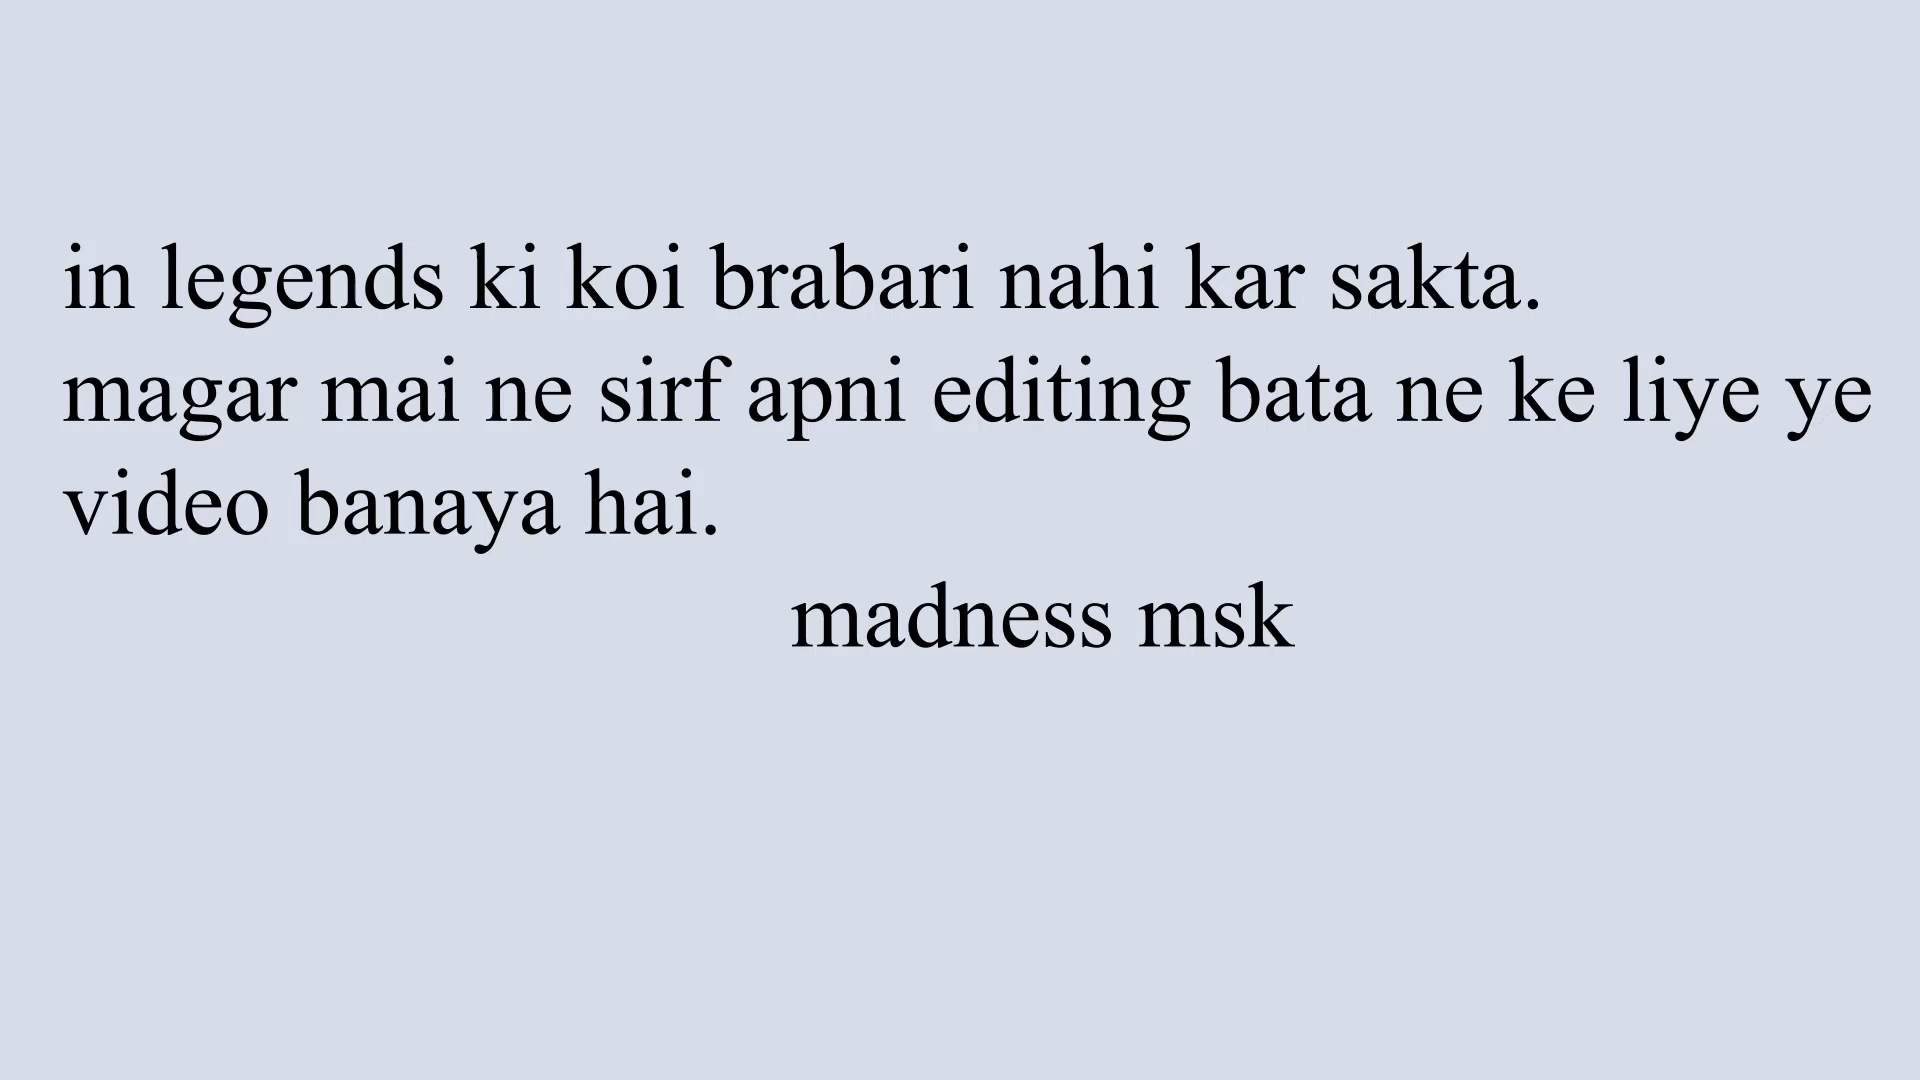 in legends ki koi brabari nahi kar sakta.
magar mai ne sirf apni editing bata ne ke liye ye
video banaya hai.
madness msk